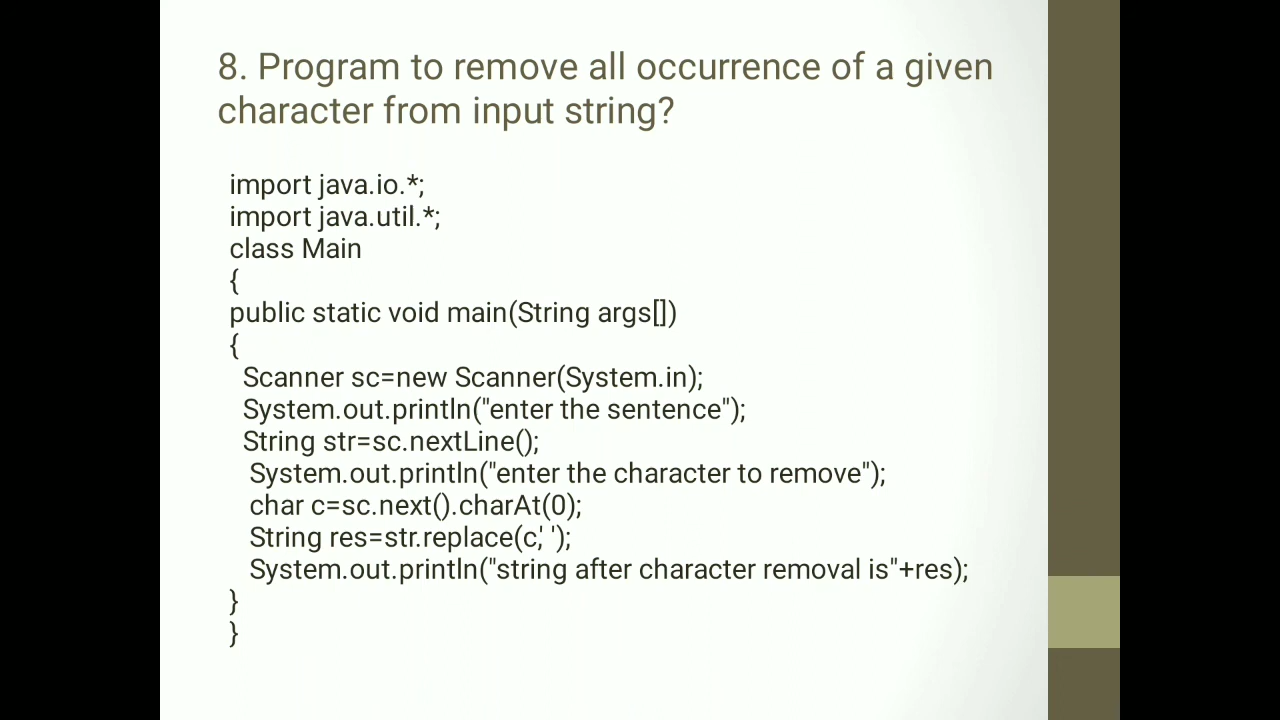 8. Program to remove all occurrence of a given
character from input string?
import java.io.*;
import java.util.*;
class Main
{
public static void main(String args[])
{
Scanner sc=new Scanner(System.in);
System.out.println("enter the sentence");
String str=sc.nextLine();
System.out.println("enter the character to remove");
char c=sc.next().charAt(0);
String res=str.replace(c,' ');
System.out.println("string after character removal is"+res);
}
}